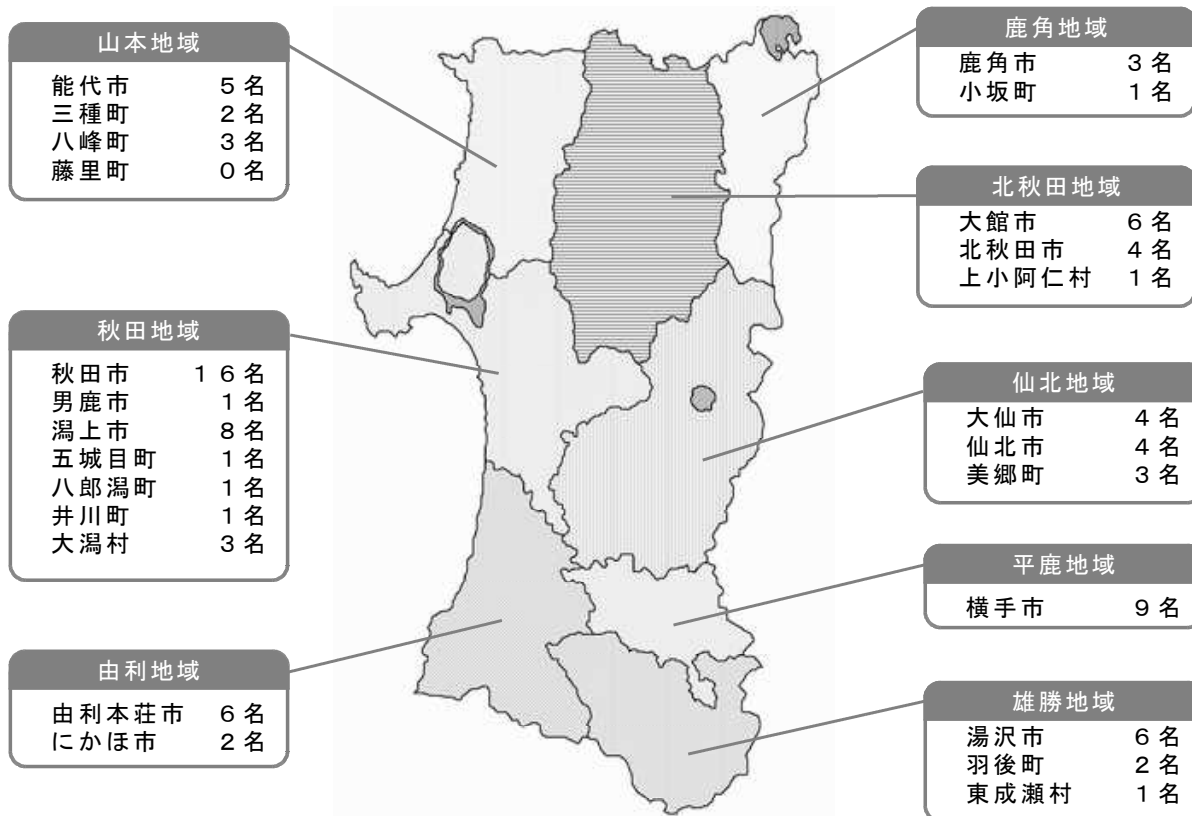 山本地域
能代市 5名
三種町 2名
八峰町 3名
藤里町 0名
秋田地域
秋田市 16名
男鹿市 1名
潟上市 8名
五城目町 1名
八郎潟町 1名
井川町 1名
大潟村 3名
由利地域
由利本荘市 6名
にかほ市 2名
鹿角地域
鹿角市 3名
小坂町 1名
北秋田地域
大館市 6名
北秋田市 4名
上小阿仁村 1名
仙北地域
大仙市 4名
仙北市 4名
美郷町 3名
平鹿地域
横手市 9名
雄勝地域
湯沢市 6名
羽後町 2名
東成瀬村 1名